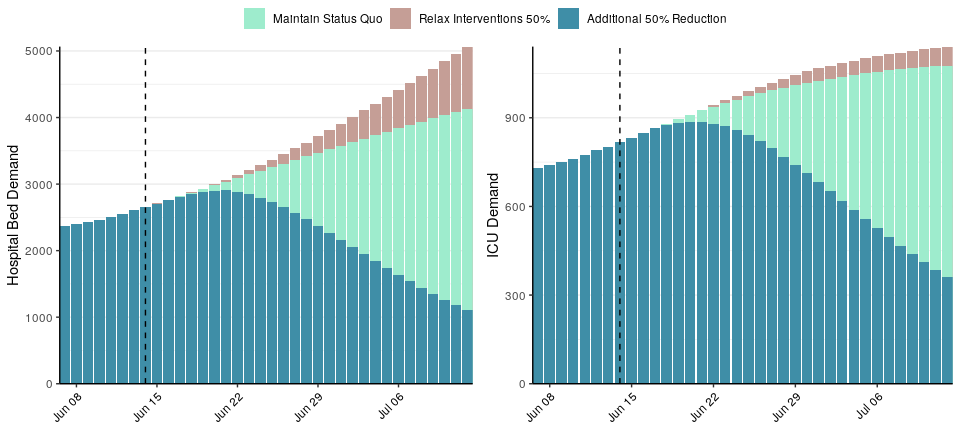 Maintain Status Quo Relax Interventions 50% Additional 50% Reduction
Hospital Bed Demand
5000
4000
3000
2000
1000
0
Jun 08 Jun 15 Jun 22 Jun 29 Jul 06
ICU Demand
900
600
300
0
Jun 08 Jun 15 Jun 22 Jun 29 Jul 06